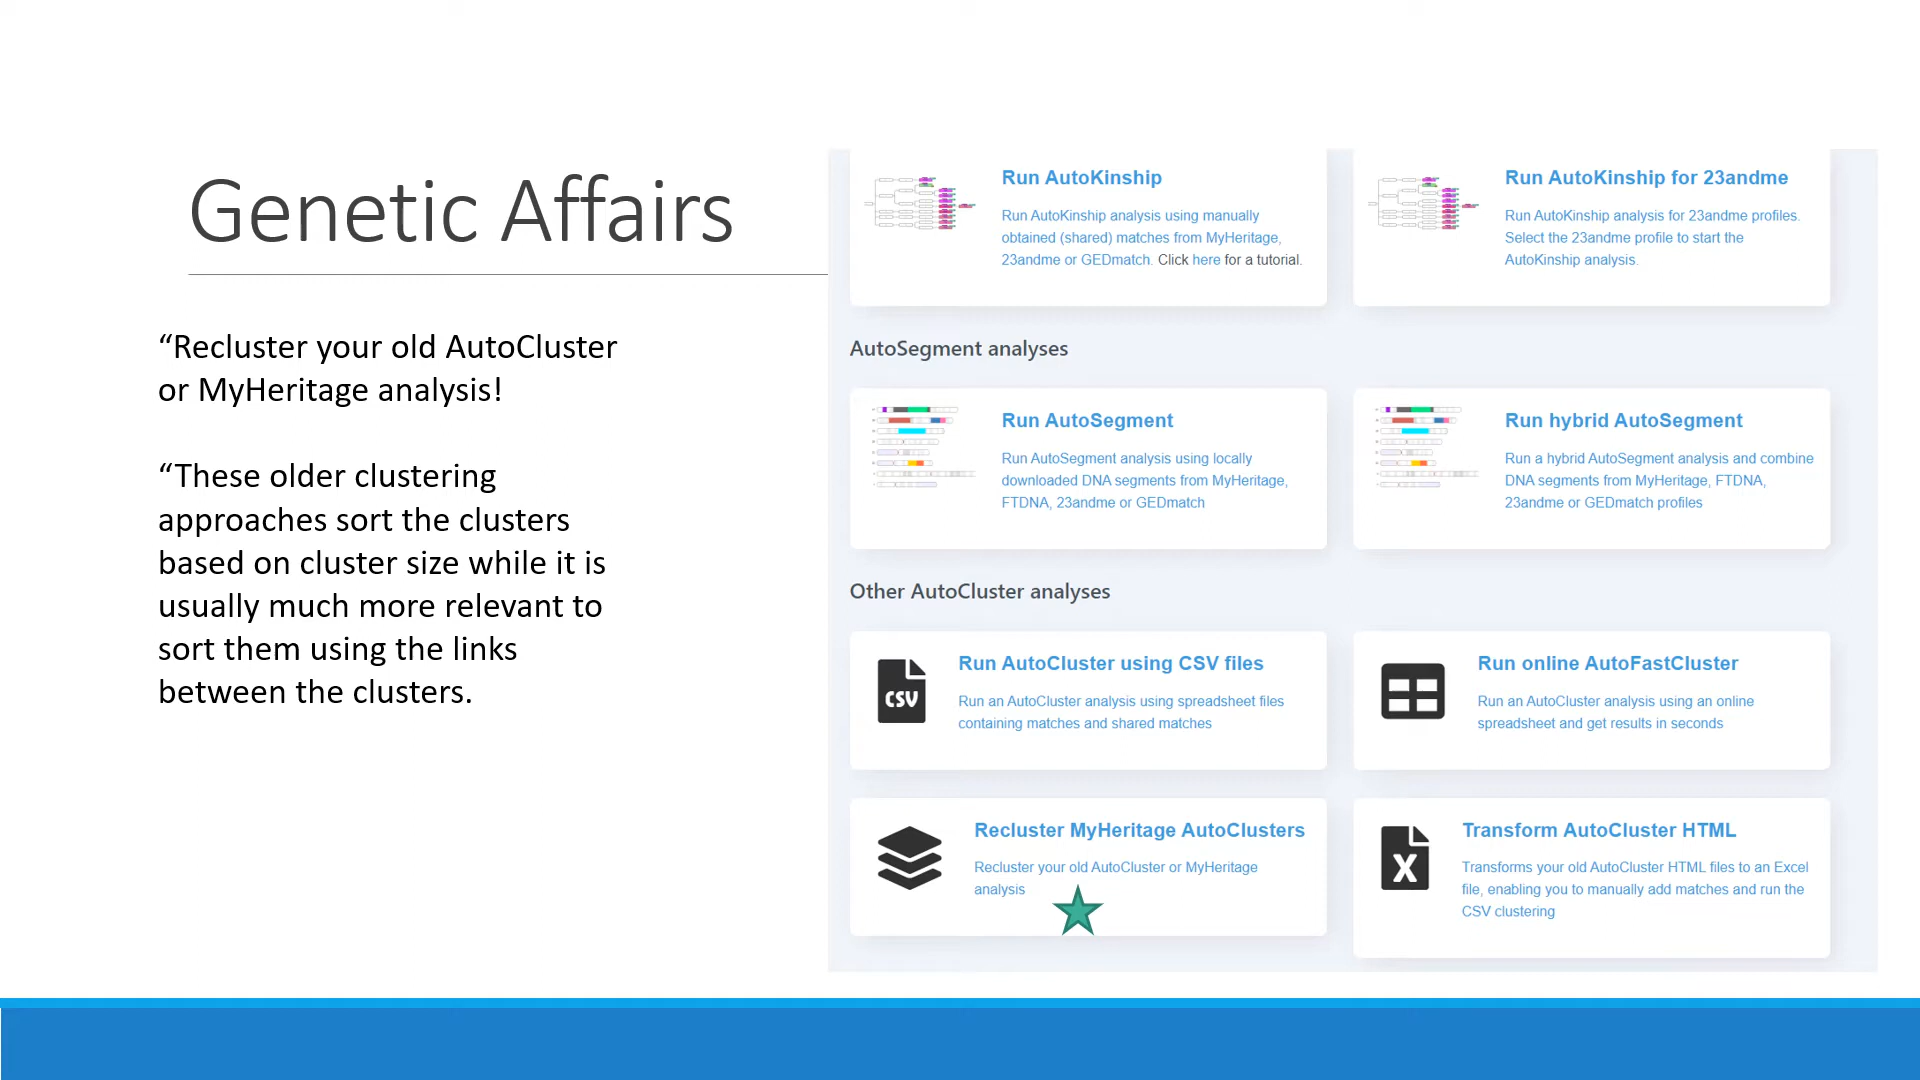 Genetic Affairs
“Recluster your old AutoCluster
or MyHeritage analysis!
“These older clustering
approaches sort the clusters
based on cluster size while it is
usually much more relevant to
sort them using the links
between the clusters.
Run AutoKinship
Run AutoKinship analysis using manually
obtained (shared) matches from MyHeritage,
23andme or GEDmatch. Click here for a tutorial.
Run AutoKinship for 23andme
Run AutoKinship analysis for 23andme profiles.
Select the 23andme profile to start the
AutoKinship analysis.
AutoSegment analyses
Run AutoSegment
Run AutoSegment analysis using locally
downloaded DNA segments from MyHeritage,
FTDNA, 23andme or GEDmatch
Run hybrid AutoSegment
Run a hybrid AutoSegment analysis and combine
DNA segments from MyHeritage, FTDNA,
23andme or GEDmatch profiles
Other AutoCluster analyses
CSV
Run AutoCluster using CSV files
Run an AutoCluster analysis using spreadsheet files
containing matches and shared matches
Run online AutoFastCluster
Run an AutoCluster analysis using an online
spreadsheet and get results in seconds
Recluster MyHeritage AutoClusters
Recluster your old AutoCluster or MyHeritage
analysis
X
Transform AutoCluster HTML
Transforms your old AutoCluster HTML files to an Excel
file, enabling you to manually add matches and run the
CSV clustering